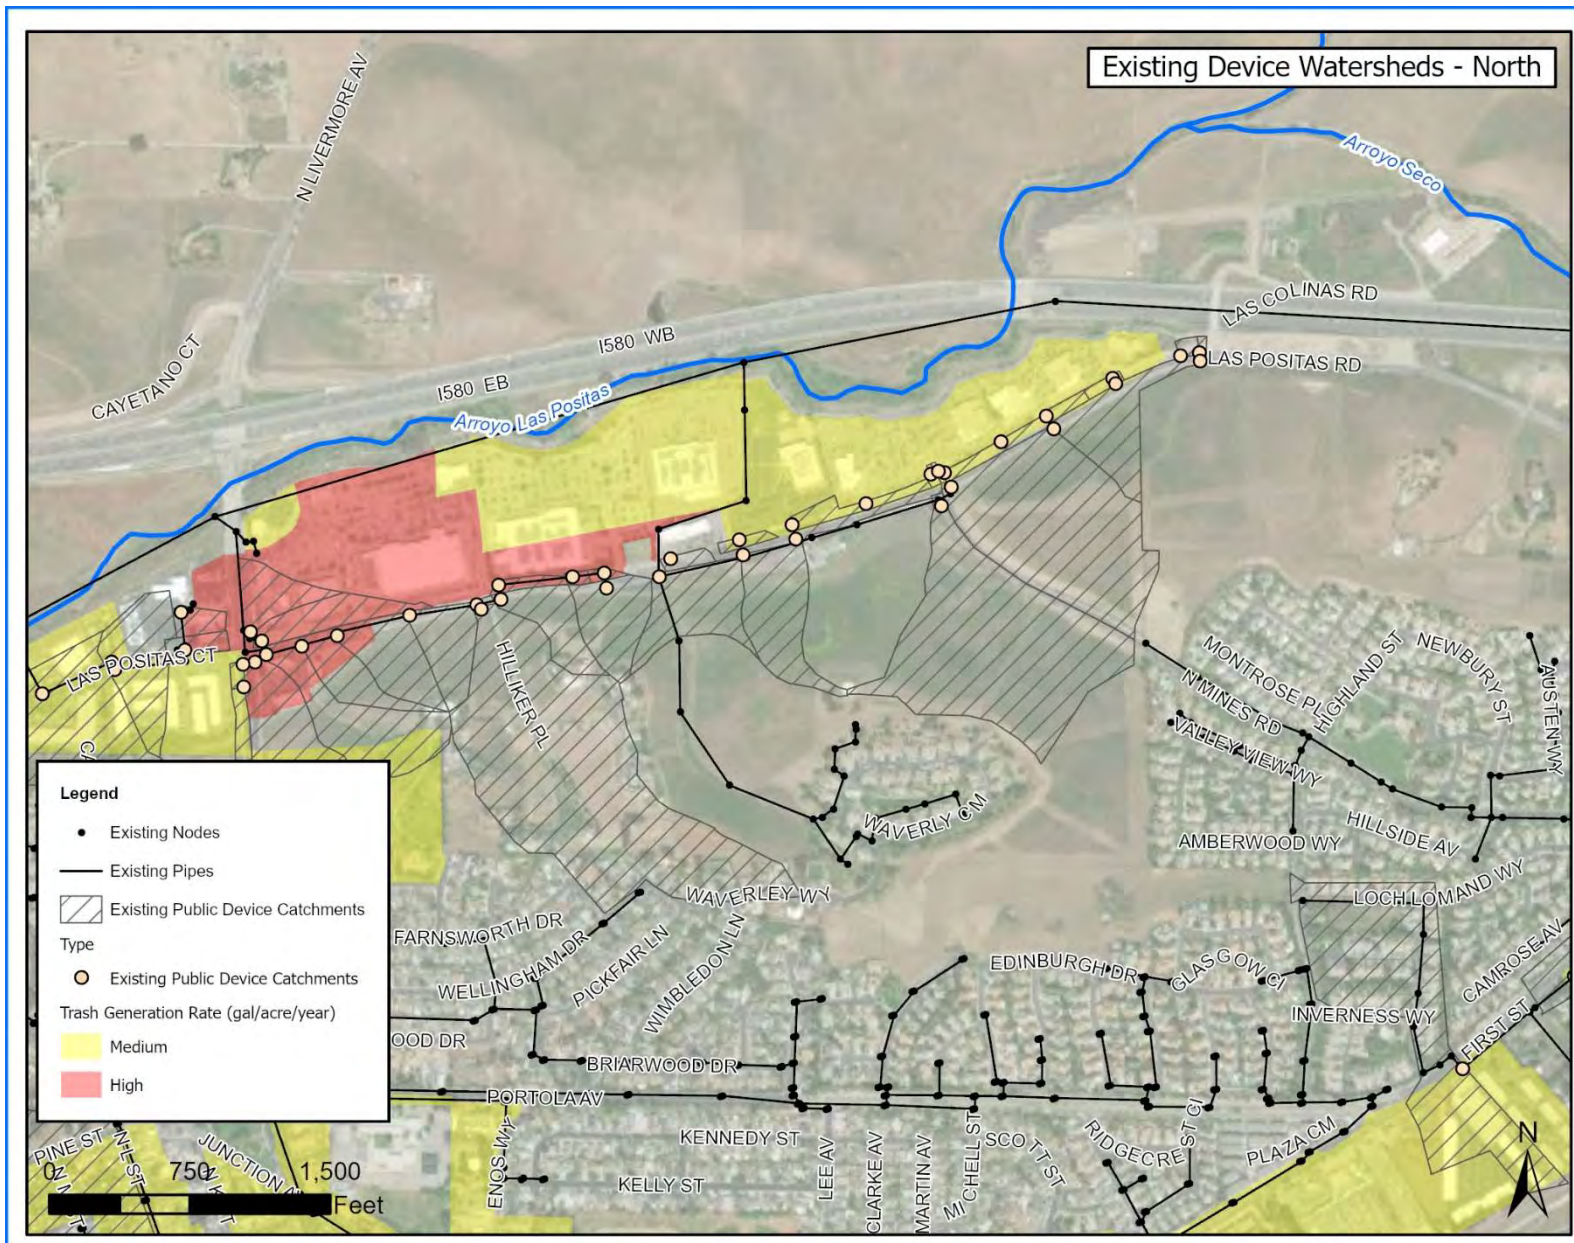 Existing Device Watersheds - North
N LIVERMORE AV
Arroyo Seco
LAS COLINAS RD
I580 WB
LAS POSITAS RD
CAYETANO CT
I580 EB
Arroyo Las Positas
LAS POSITAS CT
HILLIKER PL
MONTROSE PL
HIGHLAND ST
NEWBURY ST
AUSTEN WY
N MINES RD
VALLEY VIEW WY
WAVERLY CM
AMBERWOOD WY
HILLSIDE AV
WAVERLEY WY
LOCH LOMAND WY
FARNSWORTH DR
WELLINGHAM DR
PICKFAIR LN
WIMBLEDON LN
EDINBURGH DR
GLASGOW CI
CAMROSE AV
INVERNESS WY
FIRST ST
OOD DR
BRIARWOOD DR
PORTOLA AV
ENOS WY
KENNEDY ST
KELLY ST
LEE AV
CLARKE AV
MARTIN AV
MICHELL ST
SCOTT ST
RIDGECREST CI
PLAZA CM
N
Legend
Existing Nodes
Existing Pipes
Existing Public Device Catchments
Type
Existing Public Device Catchments
Trash Generation Rate (gal/acre/year)
Medium
High
PINE ST
N I ST
JUNCTION A
N K ST
0 750 1,500
Feet